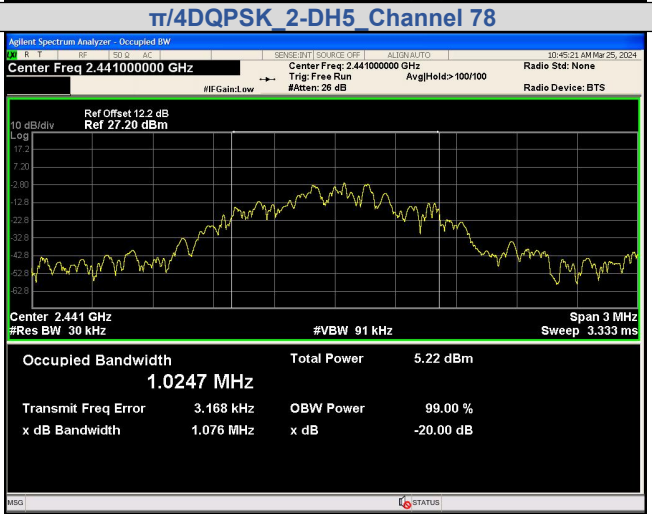 π/4DQPSK_2-DH5_Channel 78
Agilent Spectrum Analyzer - Occupied BW
R T RF 50 Ω AC SENSE:INT SOURCE OFF ALIGN AUTO 10:45:21 AM Mar 25, 2024
Center Freq 2.441000000 GHz Center Freq: 2.441000000 GHz Radio Std: None
Trig: Free Run Avg|Hold:> 100/100
#IFGain:Low #Atten: 26 dB Radio Device: BTS
Ref Offset 12.2 dB
10 dB/div Ref 27.20 dBm
Log
17.2
7.20
-2.80
-12.8
-22.8
-32.8
-42.8
-52.8
-62.8
Center 2.441 GHz Span 3 MHz
#Res BW 30 kHz #VBW 91 kHz Sweep 3.333 ms
Occupied Bandwidth Total Power 5.22 dBm
1.0247 MHz
Transmit Freq Error 3.168 kHz OBW Power 99.00 %
x dB Bandwidth 1.076 MHz x dB -20.00 dB
MSG STATUS